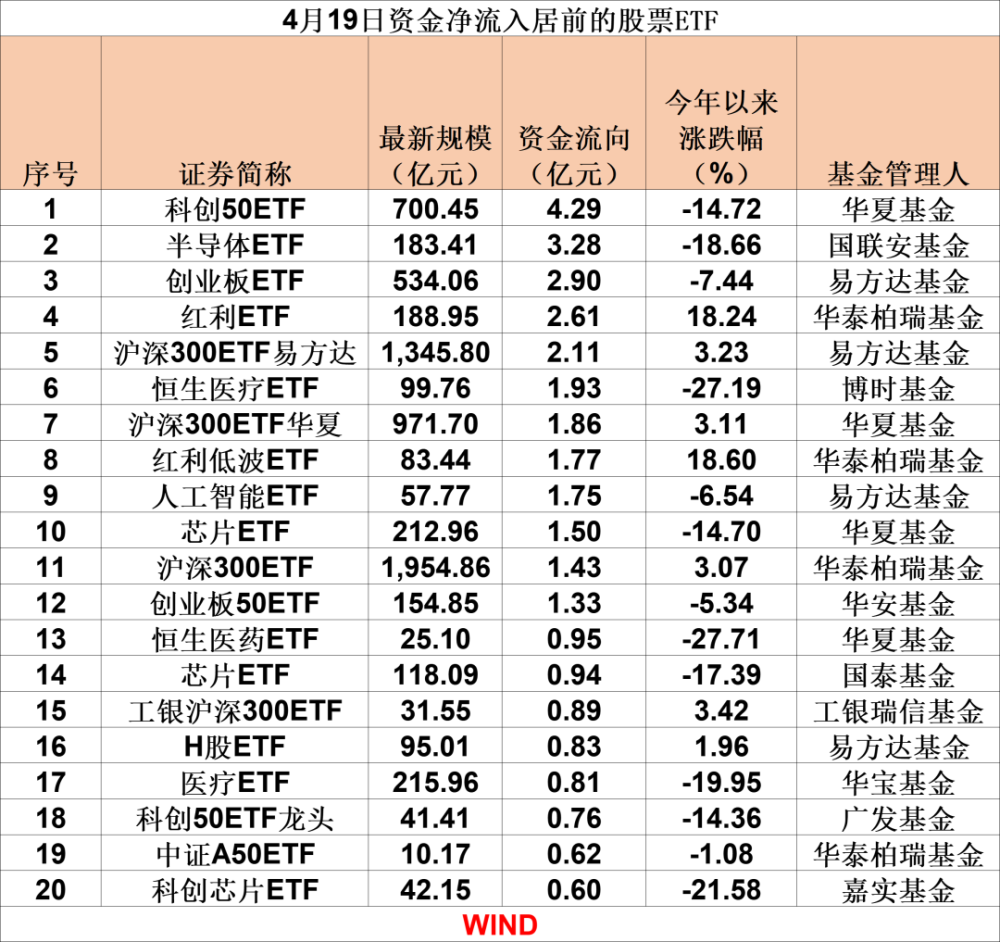 4月19日资金净流入居前的股票ETF
序号 证券简称 最新规模（亿元） 资金流向（亿元） 今年以来涨跌幅（%） 基金管理人
1 科创50ETF 700.45 4.29 -14.72 华夏基金
2 半导体ETF 183.41 3.28 -18.66 国联安基金
3 创业板ETF 534.06 2.90 -7.44 易方达基金
4 红利ETF 188.95 2.61 18.24 华泰柏瑞基金
5 沪深300ETF易方达 1,345.80 2.11 3.23 易方达基金
6 恒生医疗ETF 99.76 1.93 -27.19 博时基金
7 沪深300ETF华夏 971.70 1.86 3.11 华夏基金
8 红利低波ETF 83.44 1.77 18.60 华泰柏瑞基金
9 人工智能ETF 57.77 1.75 -6.54 易方达基金
10 芯片ETF 212.96 1.50 -14.70 华夏基金
11 沪深300ETF 1,954.86 1.43 3.07 华泰柏瑞基金
12 创业板50ETF 154.85 1.33 -5.34 华安基金
13 恒生医药ETF 25.10 0.95 -27.71 华夏基金
14 芯片ETF 118.09 0.94 -17.39 国泰基金
15 工银沪深300ETF 31.55 0.89 3.42 工银瑞信基金
16 H股ETF 95.01 0.83 1.96 易方达基金
17 医疗ETF 215.96 0.81 -19.95 华宝基金
18 科创50ETF龙头 41.41 0.76 -14.36 广发基金
19 中证A50ETF 10.17 0.62 -1.08 华泰柏瑞基金
20 科创芯片ETF 42.15 0.60 -21.58 嘉实基金
WIND